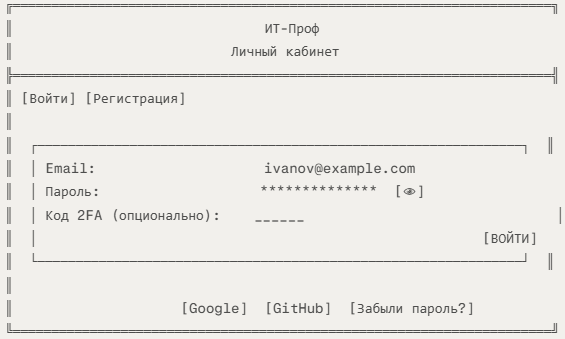 ИТ-Проф
Личный кабинет
[Войти] [Регистрация]
Email: ivanov@example.com
Пароль: ************** [👁]
Код 2FA (опционально): ______
[ВОЙТИ]
[Google] [GitHub] [Забыли пароль?]